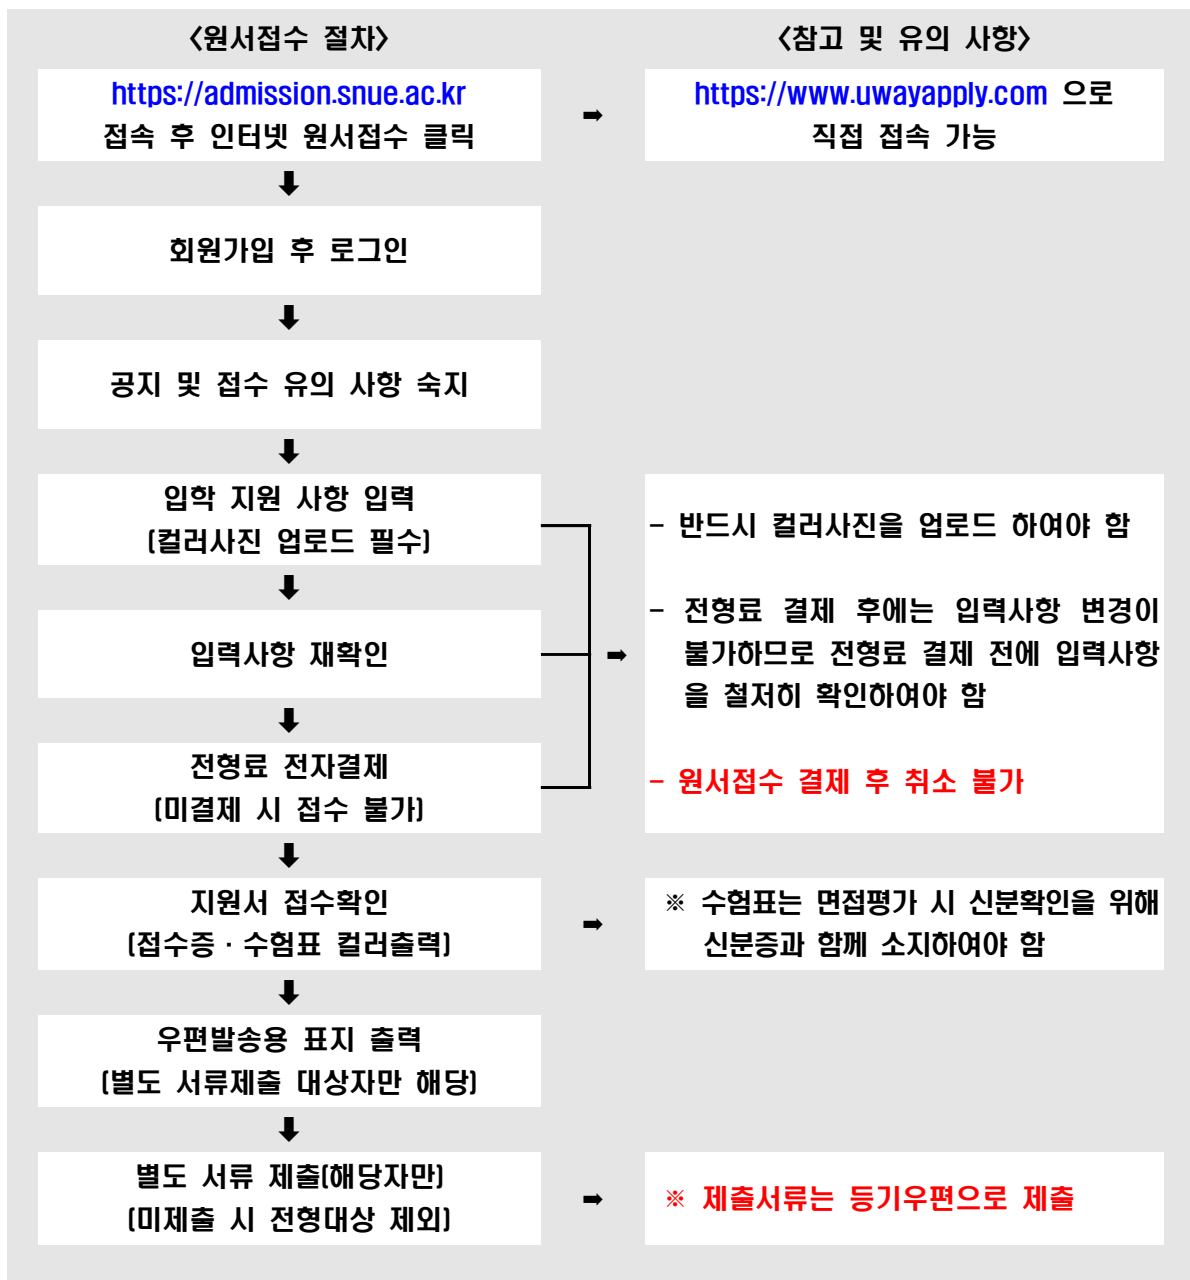 <원서접수 절차>
<참고 및 유의 사항>
https://admission.snue.ac.kr
접속 후 인터넷 원서접수 클릭
➡
https://www.uwayapply.com 으로
직접 접속 가능
⬇
회원가입 후 로그인
⬇
공지 및 접수 유의 사항 숙지
⬇
입학 지원 사항 입력
(컬러사진 업로드 필수)
⬇
입력사항 재확인
⬇
전형료 전자결제
(미결제 시 접수 불가)
➡
- 반드시 컬러사진을 업로드 하여야 함
- 전형료 결제 후에는 입력사항 변경이
불가하므로 전형료 결제 전에 입력사항
을 철저히 확인하여야 함
- 원서접수 결제 후 취소 불가
⬇
지원서 접수확인
(접수증·수험표 컬러출력)
➡
※ 수험표는 면접평가 시 신분확인을 위해
신분증과 함께 소지하여야 함
⬇
우편발송용 표지 출력
(별도 서류제출 대상자만 해당)
⬇
별도 서류 제출(해당자만)
(미제출 시 전형대상 제외)
➡
※ 제출서류는 등기우편으로 제출